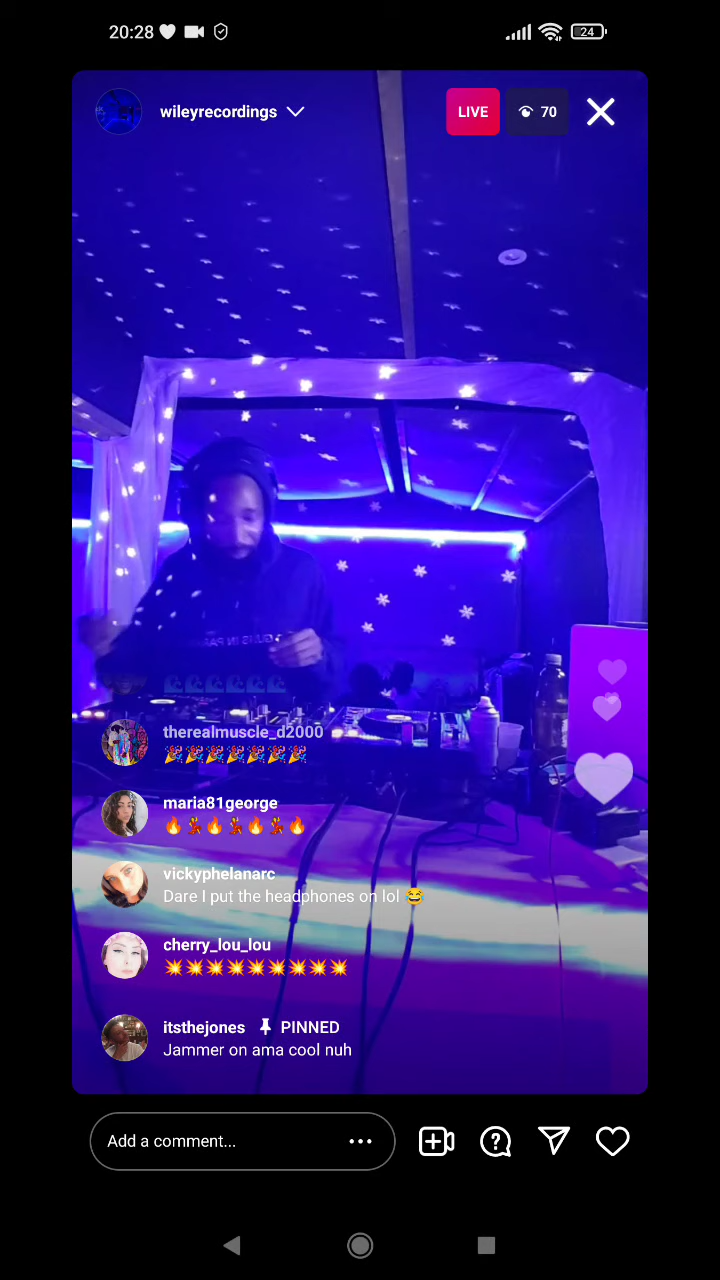 20:28
24
wileyrecordings
LIVE
70
therealmuscle_d2000
🎉🎉🎉🎉🎉🎉🎉
maria81george
🔥💃🔥💃🔥💃🔥
vickyphelanarc
Dare I put the headphones on lol 😂
cherry_lou_lou
💥💥💥💥💥💥💥💥💥
itsthejones 📌 PINNED
Jammer on ama cool nuh
Add a comment...